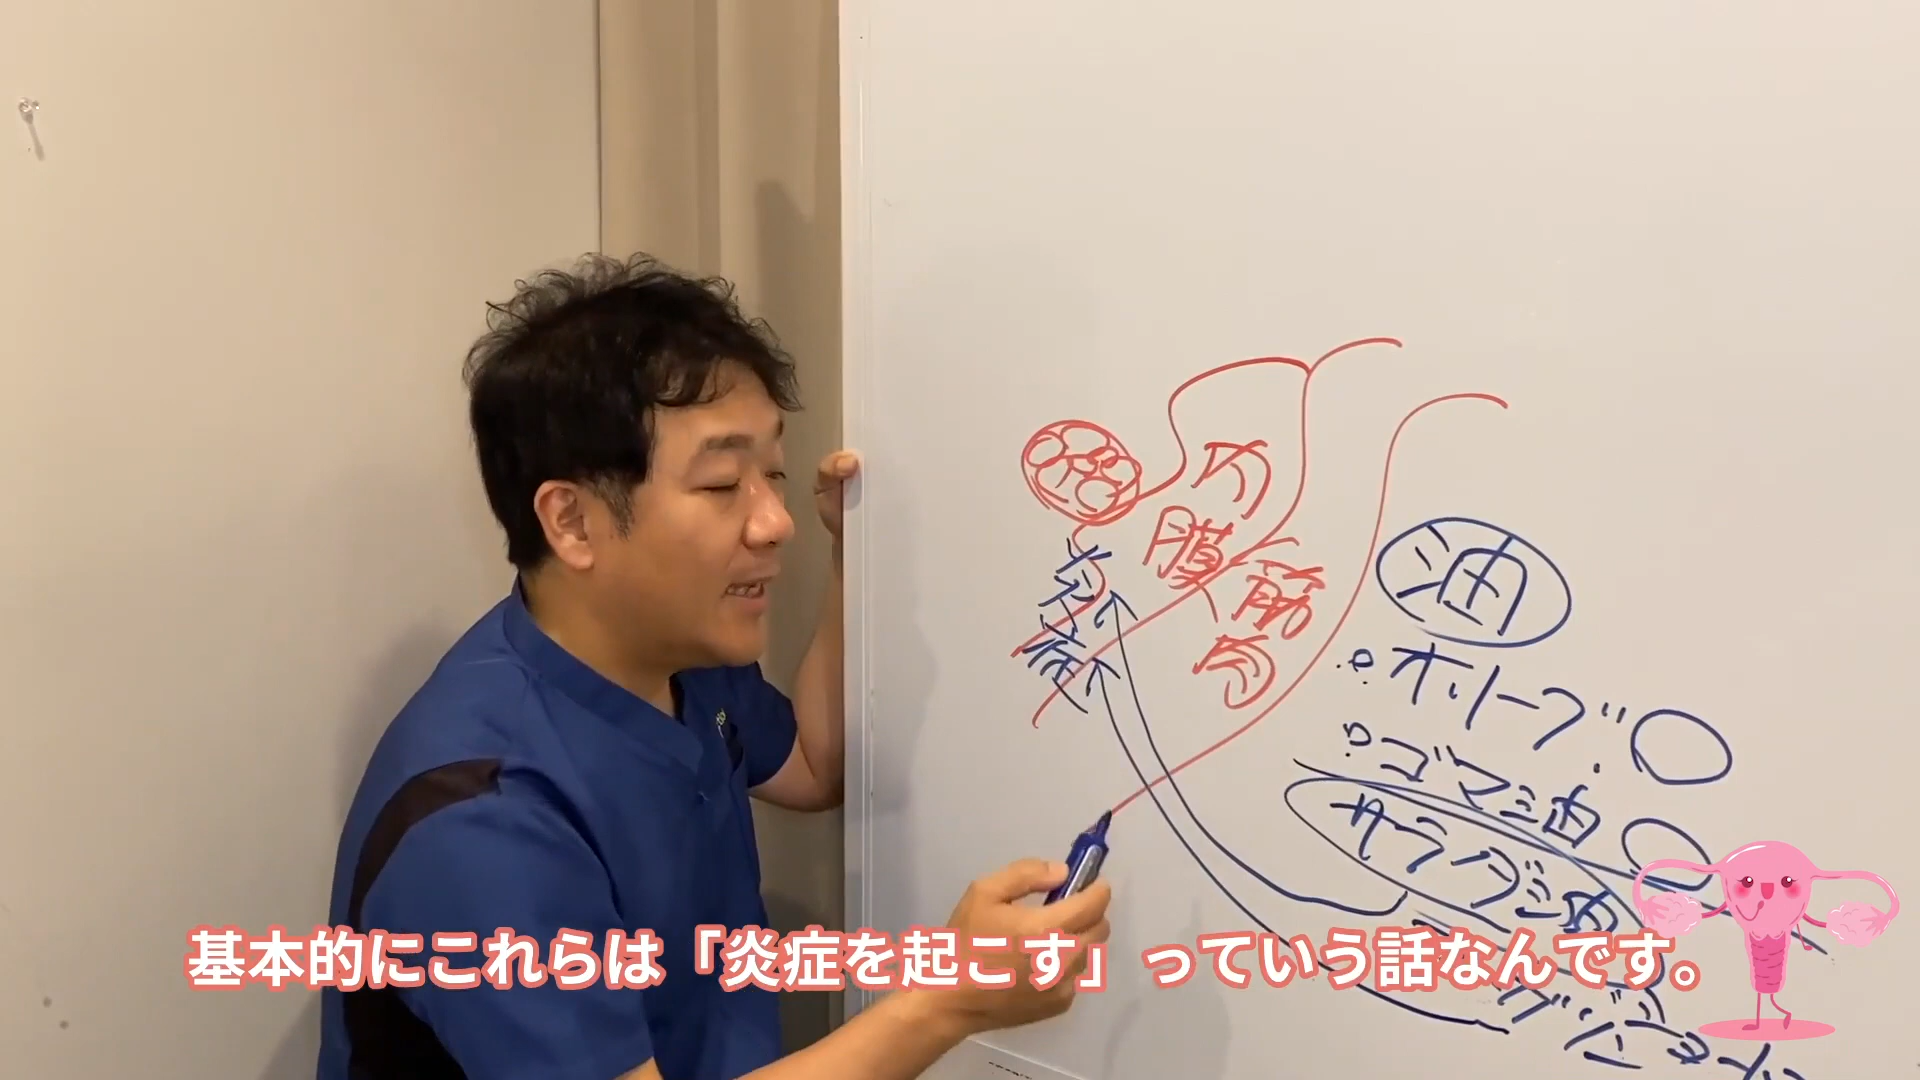 内
膜
筋
肉
炎
症
油
オリーブ
ゴマ油
サラダ油
基本的にこれらは「炎症を起こす」っていう話なんです。